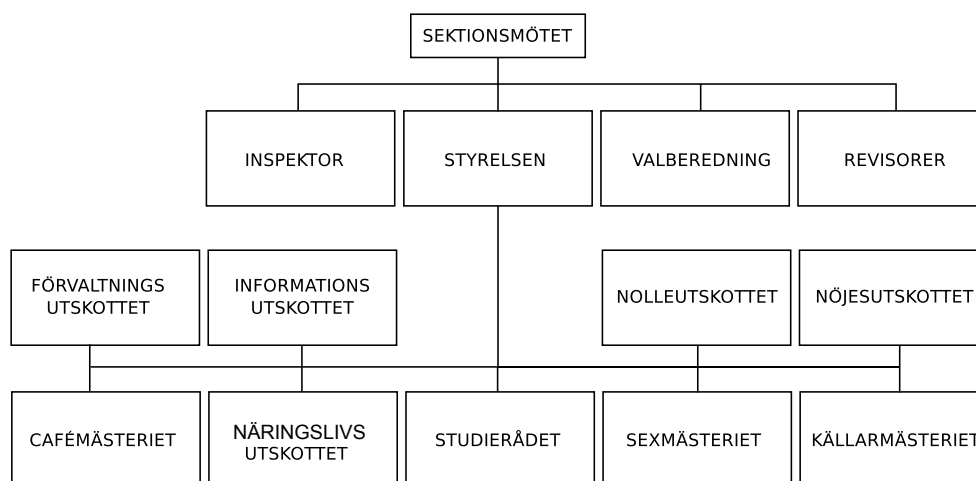 SEKTIONSMÖTET
INSPEKTOR
STYRELSEN
VALBEREDNING
REVISORER
FÖRVALTNINGS
UTSKOTTET
INFORMATIONS
UTSKOTTET
NOLLEUTSKOTTET
NÖJESUTSKOTTET
CAFÉMÄSTERIET
NÄRINGSLIVS
UTSKOTTET
STUDIERÅDET
SEXMÄSTERIET
KÄLLARMÄSTERIET